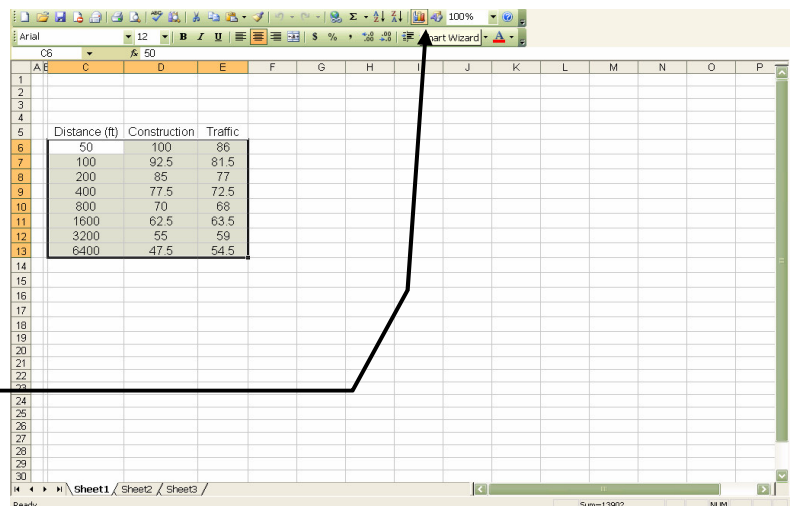 100%
Arial 12 B I U $ % , .00 .00 art Wizard A
C6 fx 50
A B C D E F G H I J K L M N O P
1
2
3
4
5 Distance (ft) Construction Traffic
6 50 100 86
7 100 92.5 81.5
8 200 85 77
9 400 77.5 72.5
10 800 70 68
11 1600 62.5 63.5
12 3200 55 59
13 6400 47.5 54.5
14
15
16
17
18
19
20
21
22
23
24
25
26
27
28
29
30
Sheet1 / Sheet2 / Sheet3 /
Ready Sum=13902 NUM